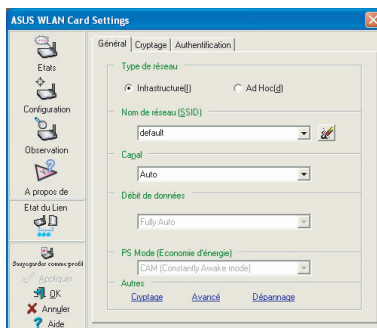 ASUS WLAN Card Settings
Etats
Configuration
Observation
A propos de
Etat du Lien
Sauvegarder comme profil
Appliquer
OK
Annuler
Aide
Général
Cryptage
Authentification
Type de réseau
Infrastructure(I)
Ad Hoc(d)
Nom de réseau (SSID)
default
Canal
Auto
Débit de données
Fully Auto
PS Mode (Economie d'énergie)
CAM (Constantly Awake mode)
Autres
Cryptage
Avancé
Dépannage